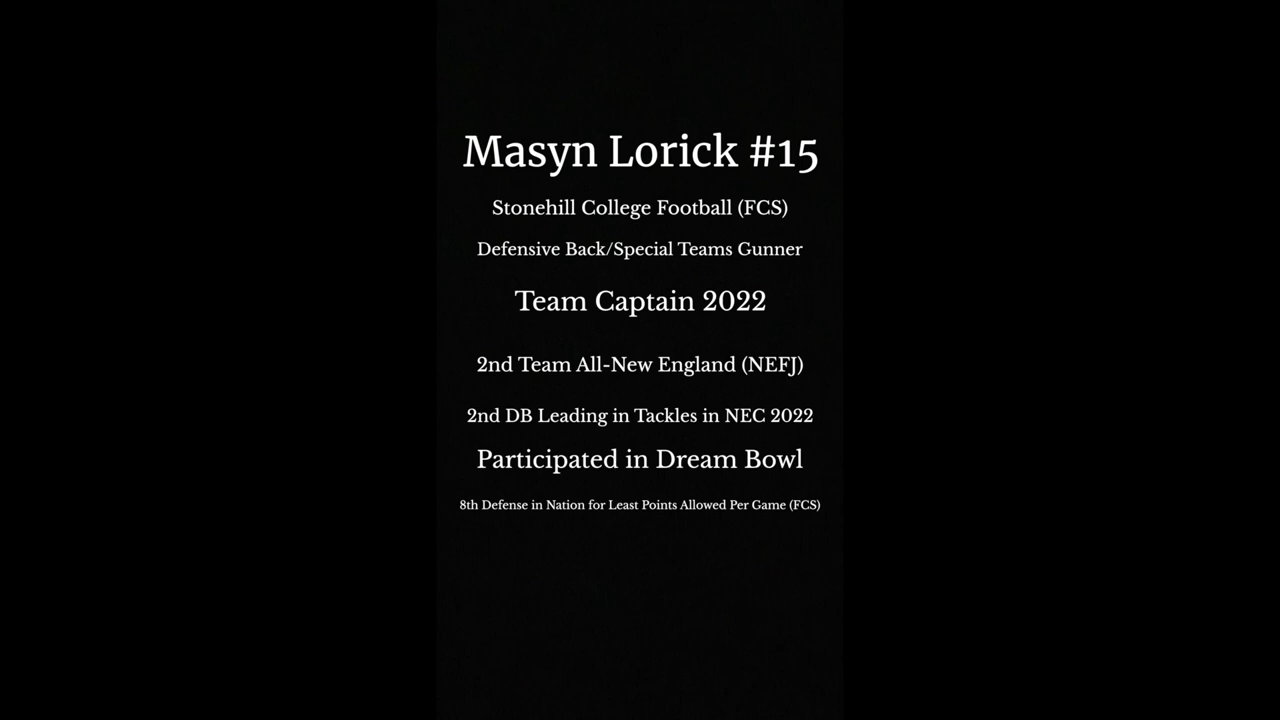 Masyn Lorick #15
Stonehill College Football (FCS)
Defensive Back/Special Teams Gunner
Team Captain 2022
2nd Team All-New England (NEFJ)
2nd DB Leading in Tackles in NEC 2022
Participated in Dream Bowl
8th Defense in Nation for Least Points Allowed Per Game (FCS)